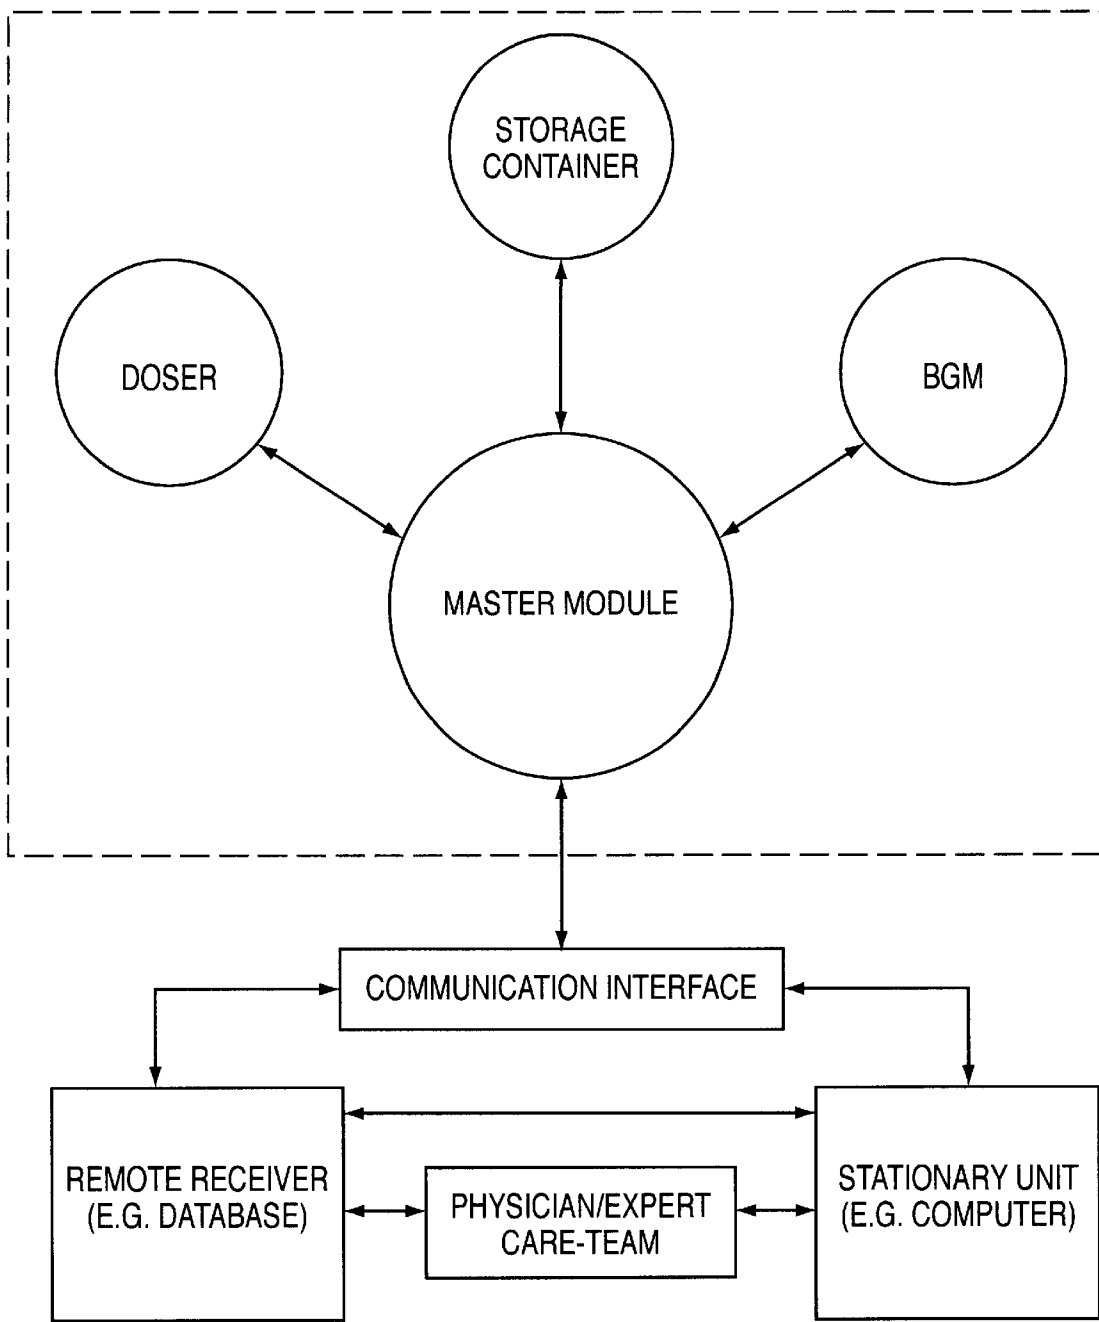 STORAGE
CONTAINER
DOSER
BGM
MASTER MODULE
COMMUNICATION INTERFACE
REMOTE RECEIVER
(E.G. DATABASE)
PHYSICIAN/EXPERT
CARE-TEAM
STATIONARY UNIT
(E.G. COMPUTER)